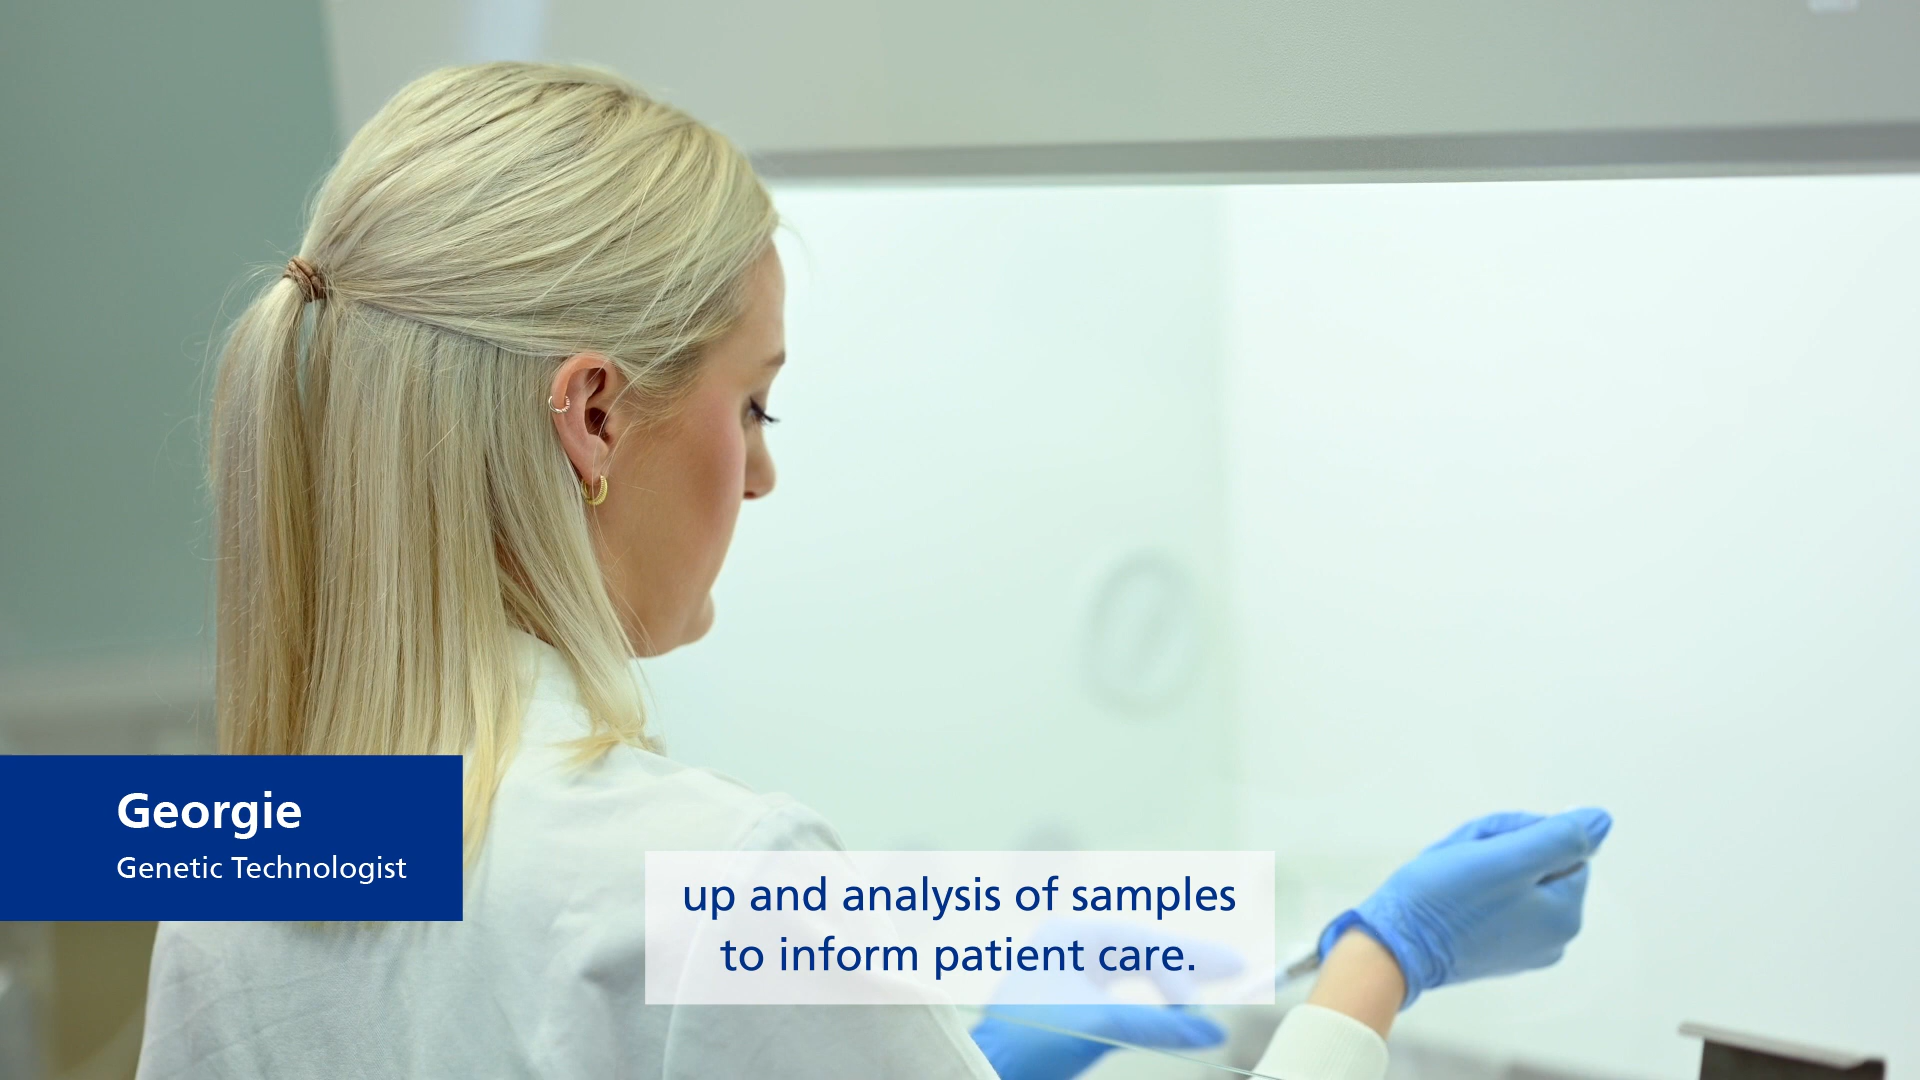 Georgie
Genetic Technologist
up and analysis of samples
to inform patient care.